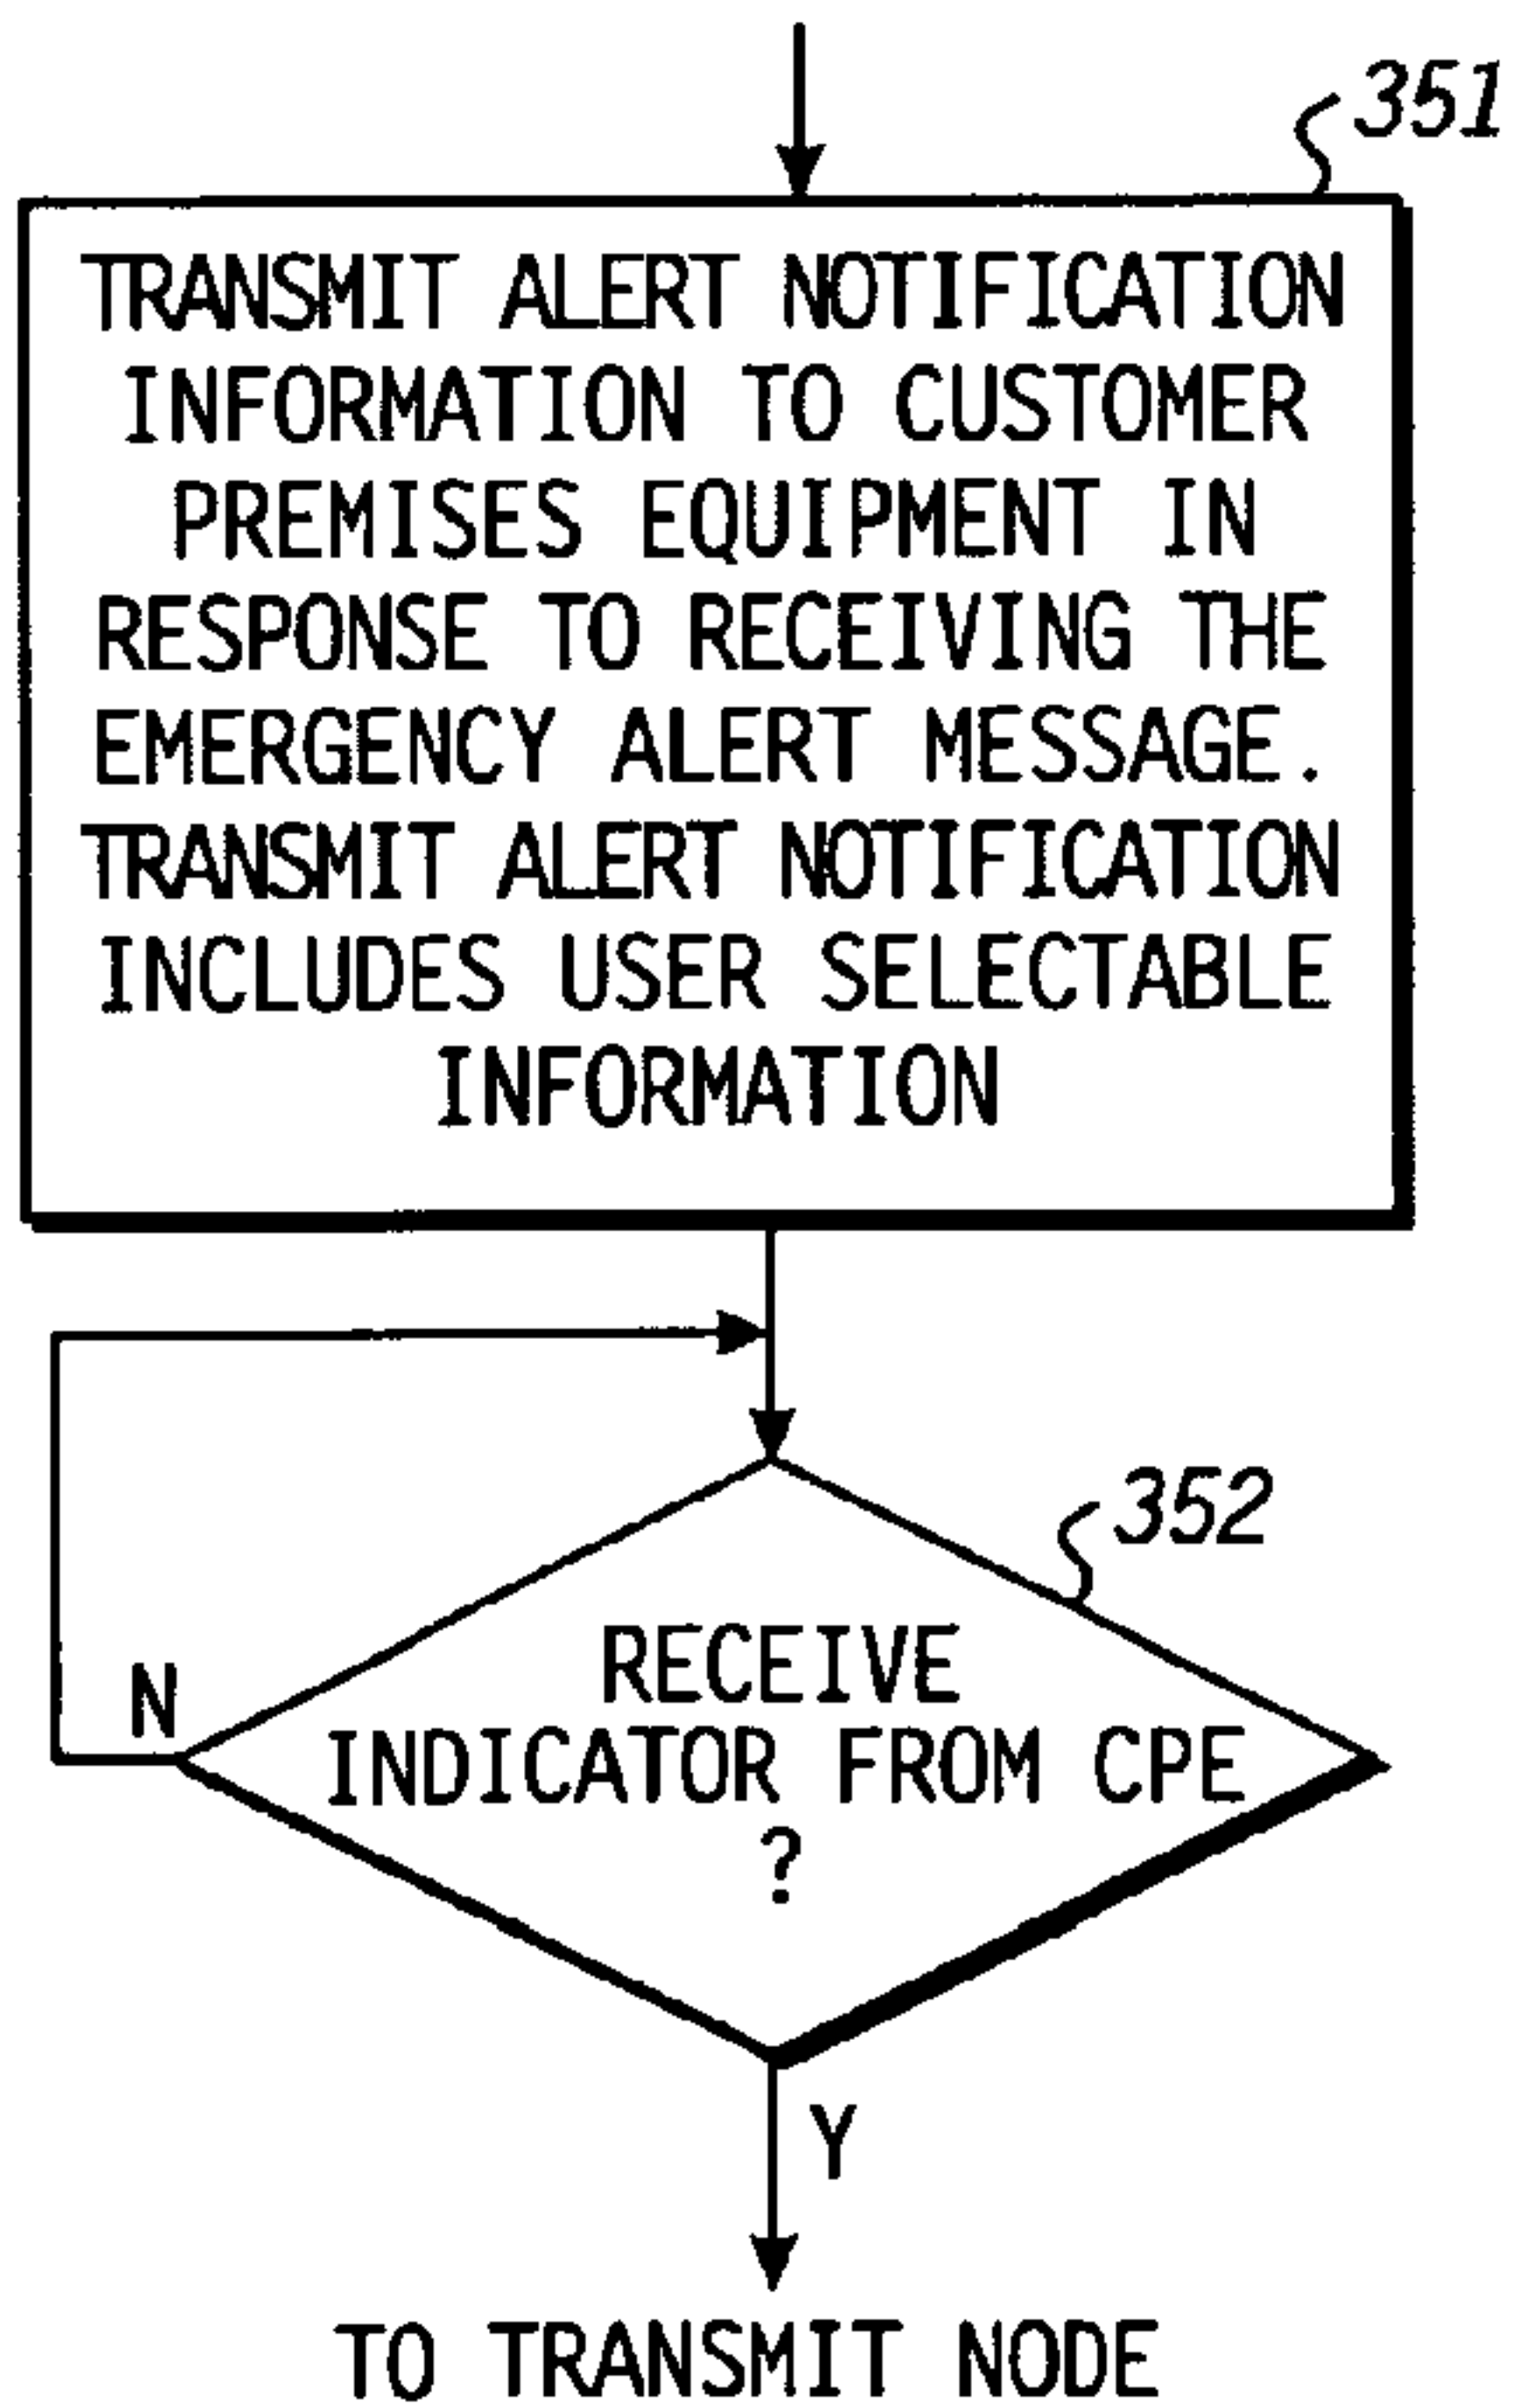 351
TRANSMIT ALERT NOTIFICATION
INFORMATION TO CUSTOMER
PREMISES EQUIPMENT IN
RESPONSE TO RECEIVING THE
EMERGENCY ALERT MESSAGE.
TRANSMIT ALERT NOTIFICATION
INCLUDES USER SELECTABLE
INFORMATION
352
RECEIVE
INDICATOR FROM CPE
?
N
Y
TO TRANSMIT NODE